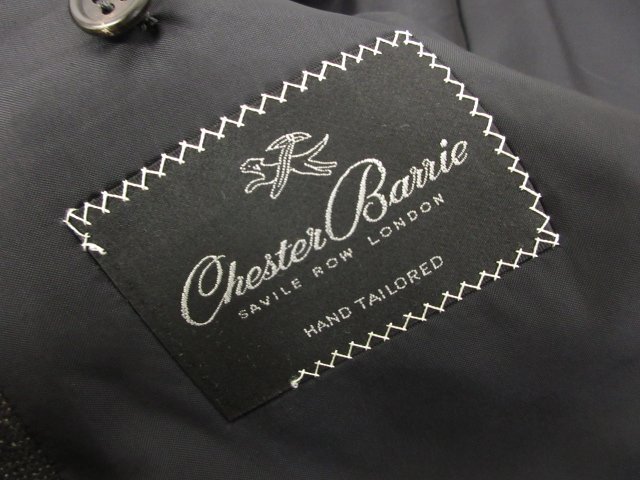 Chester Barrie
SAVILE ROW LONDON
HAND TAILORED